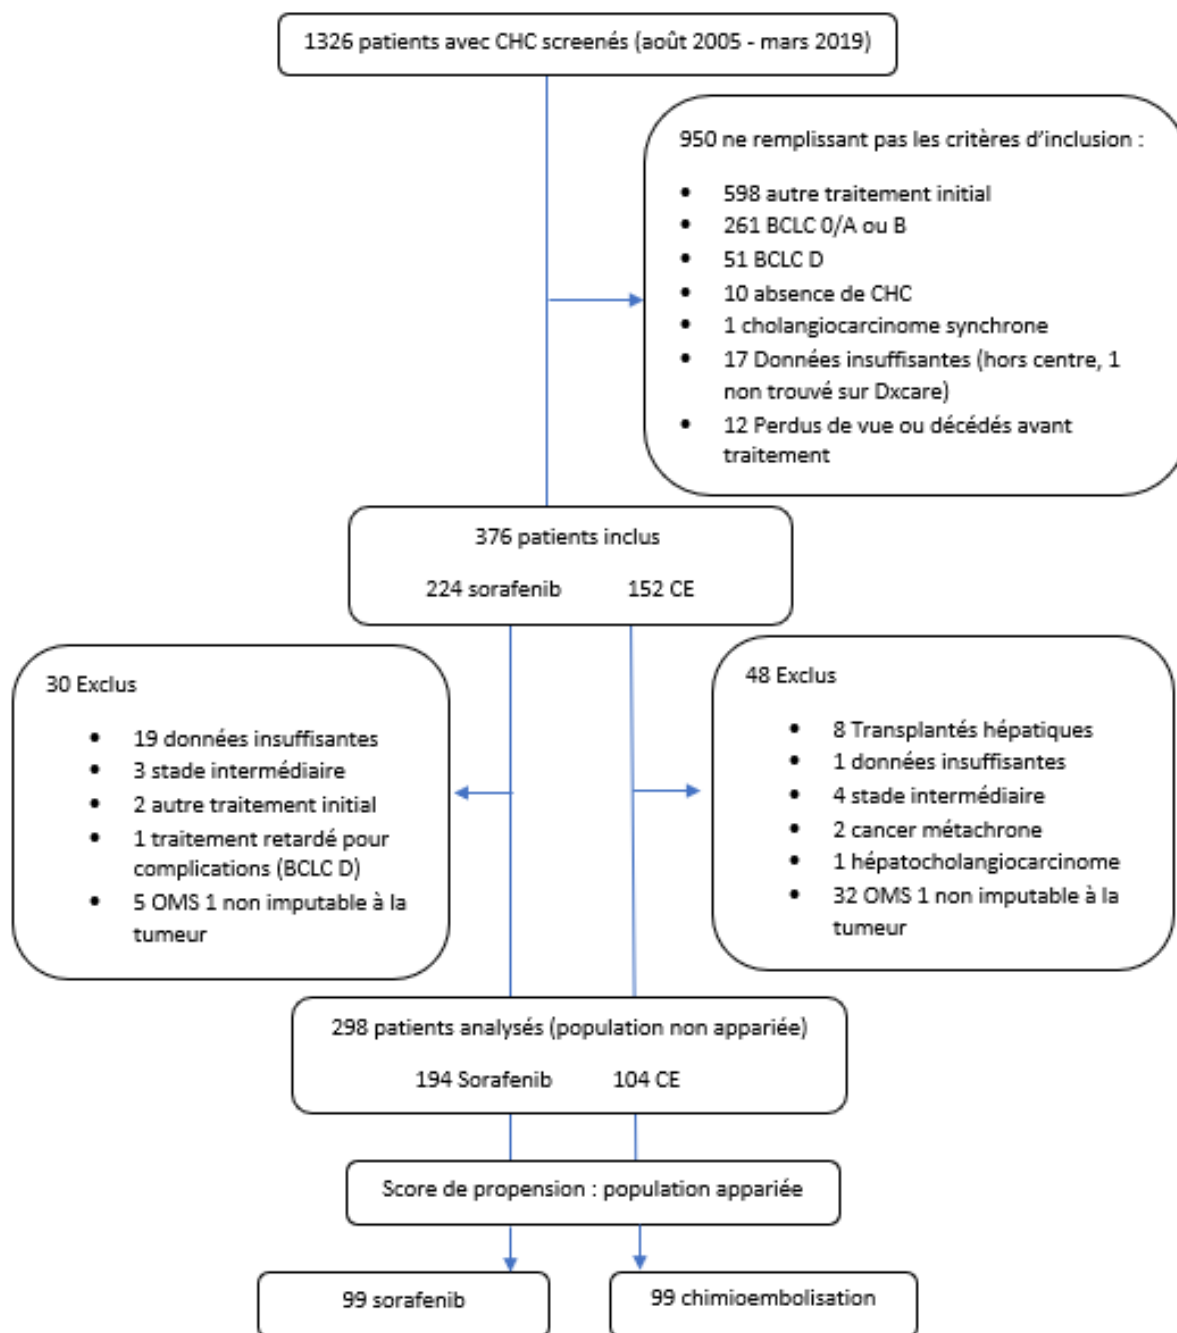 1326 patients avec CHC screenés (août 2005 - mars 2019)
950 ne remplissant pas les critères d’inclusion :
• 598 autre traitement initial
• 261 BCLC 0/A ou B
• 51 BCLC D
• 10 absence de CHC
• 1 cholangiocarcinome synchrone
• 17 Données insuffisantes (hors centre, 1
non trouvé sur Dxcare)
• 12 Perdus de vue ou décédés avant
traitement
376 patients inclus
224 sorafenib 152 CE
30 Exclus
• 19 données insuffisantes
• 3 stade intermédiaire
• 2 autre traitement initial
• 1 traitement retardé pour
complications (BCLC D)
• 5 OMS 1 non imputable à la
tumeur
48 Exclus
• 8 Transplantés hépatiques
• 1 données insuffisantes
• 4 stade intermédiaire
• 2 cancer métachrone
• 1 hépatocholangiocarcinome
• 32 OMS 1 non imputable à la
tumeur
298 patients analysés (population non appariée)
194 Sorafenib 104 CE
Score de propension : population appariée
99 sorafenib
99 chimioembolisation